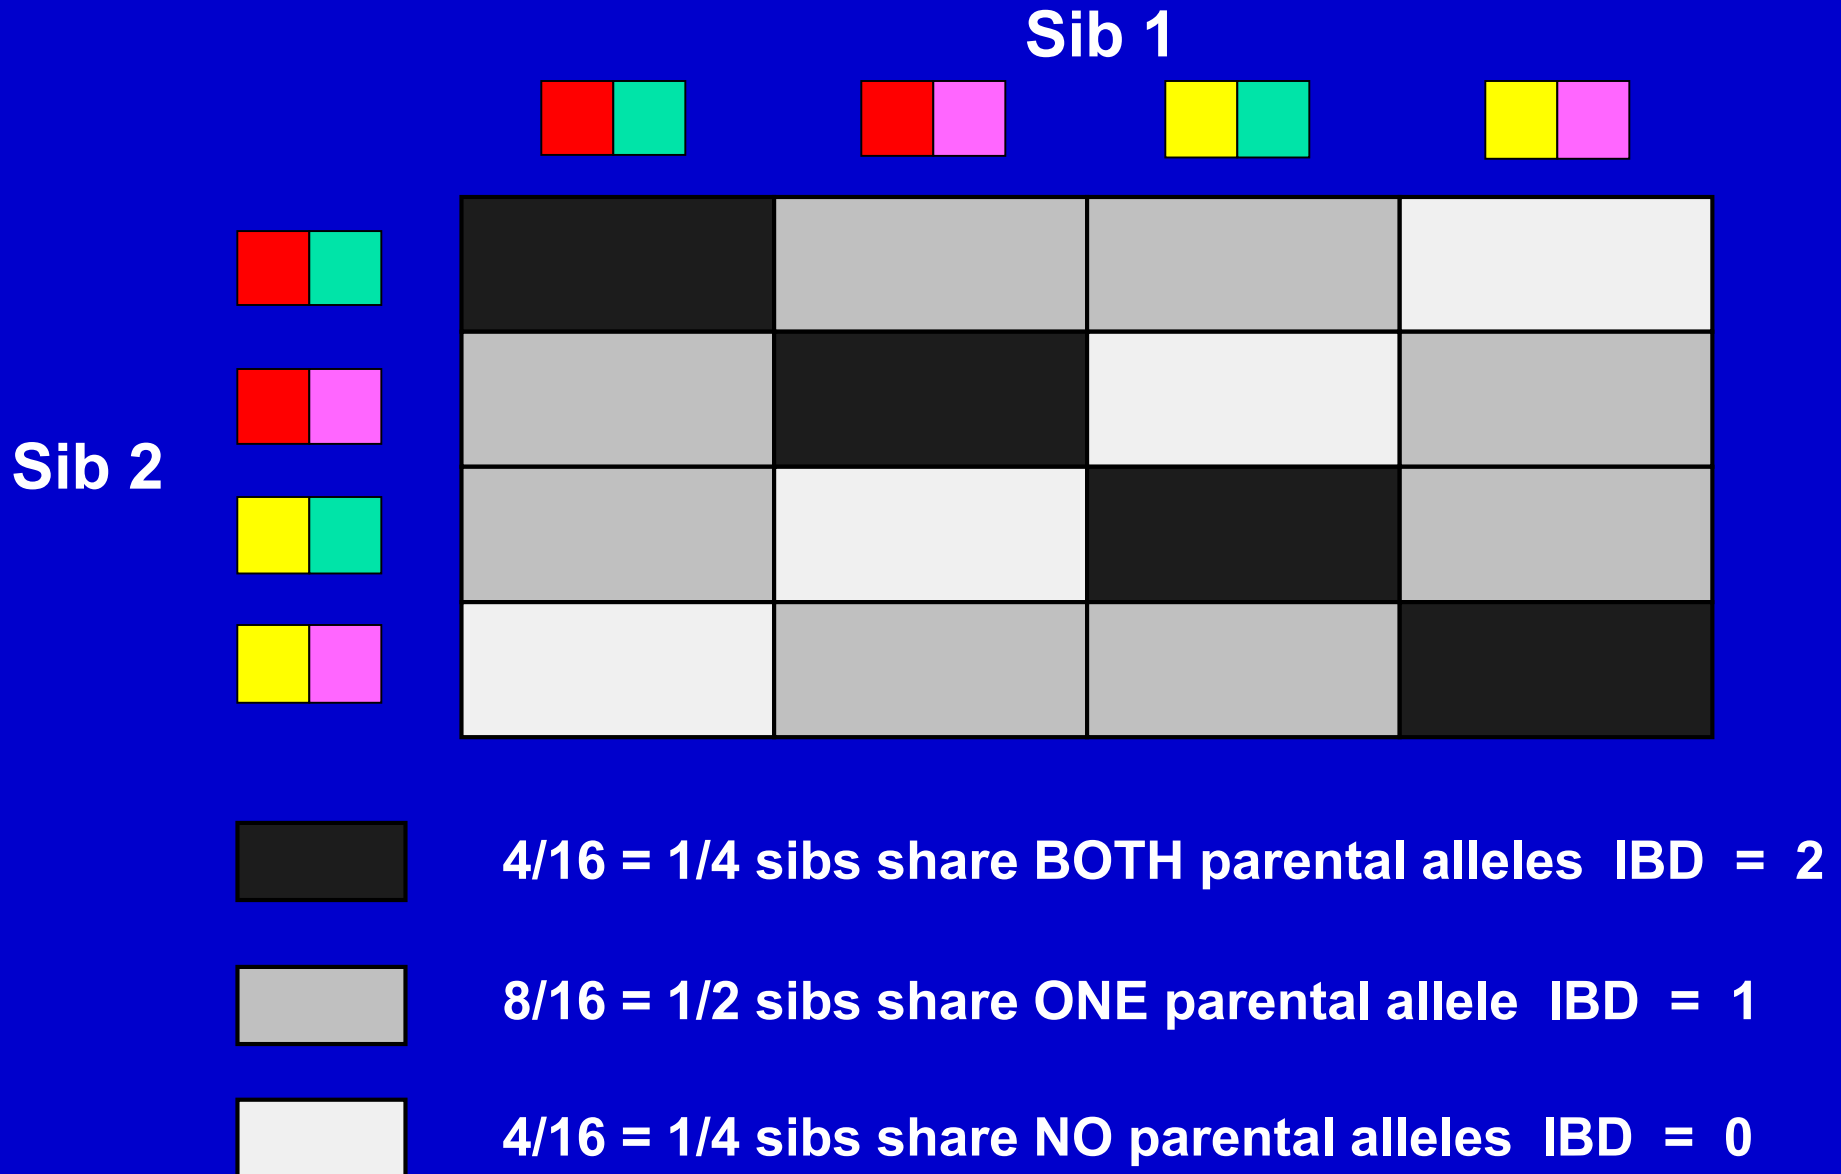 Sib 1
Sib 2
4/16 = 1/4 sibs share BOTH parental alleles IBD = 2
8/16 = 1/2 sibs share ONE parental allele IBD = 1
4/16 = 1/4 sibs share NO parental alleles IBD = 0